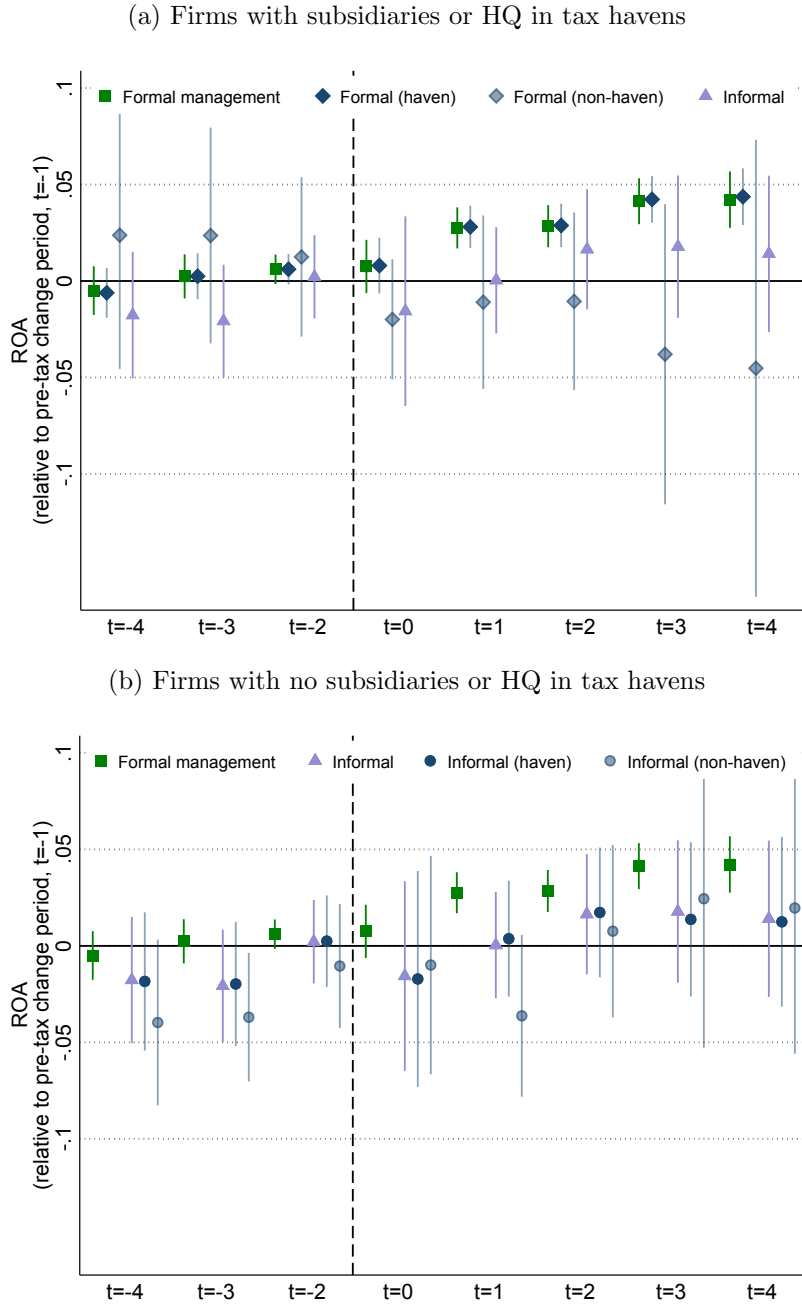 (a) Firms with subsidiaries or HQ in tax havens
Formal management Formal (haven) Formal (non-haven) Informal
ROA
(relative to pre-tax change period, t=-1)
.1
.05
0
-.05
-.1
t=-4 t=-3 t=-2 t=0 t=1 t=2 t=3 t=4
(b) Firms with no subsidiaries or HQ in tax havens
Formal management Informal Informal (haven) Informal (non-haven)
ROA
(relative to pre-tax change period, t=-1)
.1
.05
0
-.05
-.1
t=-4 t=-3 t=-2 t=0 t=1 t=2 t=3 t=4